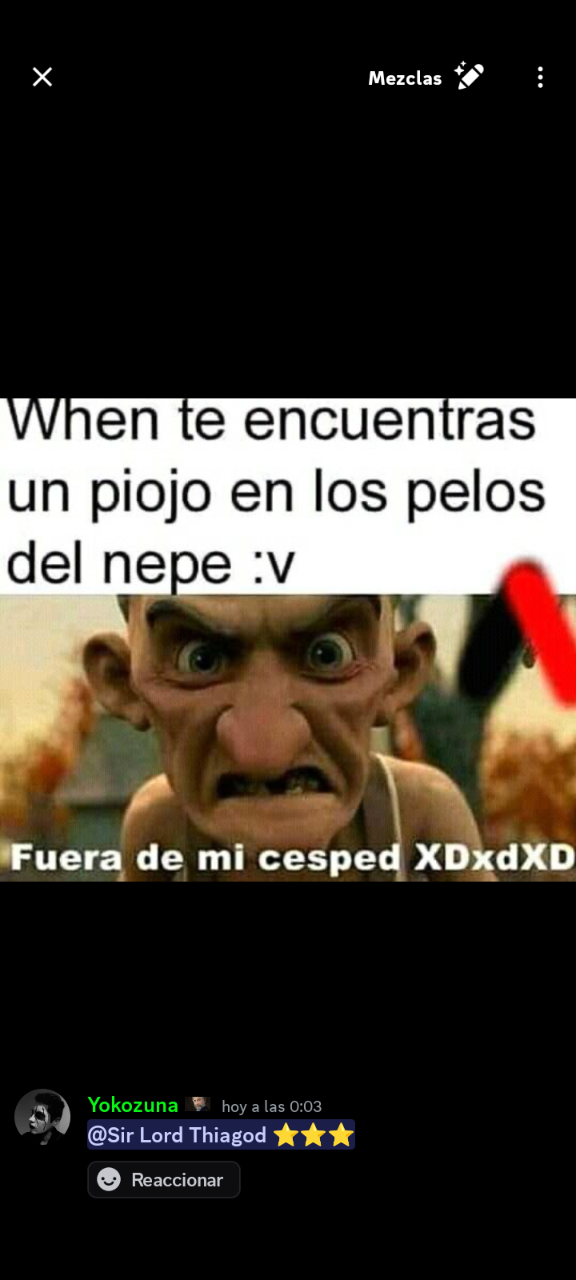 Mezclas
When te encuentras
un piojo en los pelos
del nepe :v
Fuera de mi cesped XDxdXD
Yokozuna hoy a las 0:03
@Sir Lord Thiagod ⭐⭐⭐
Reaccionar